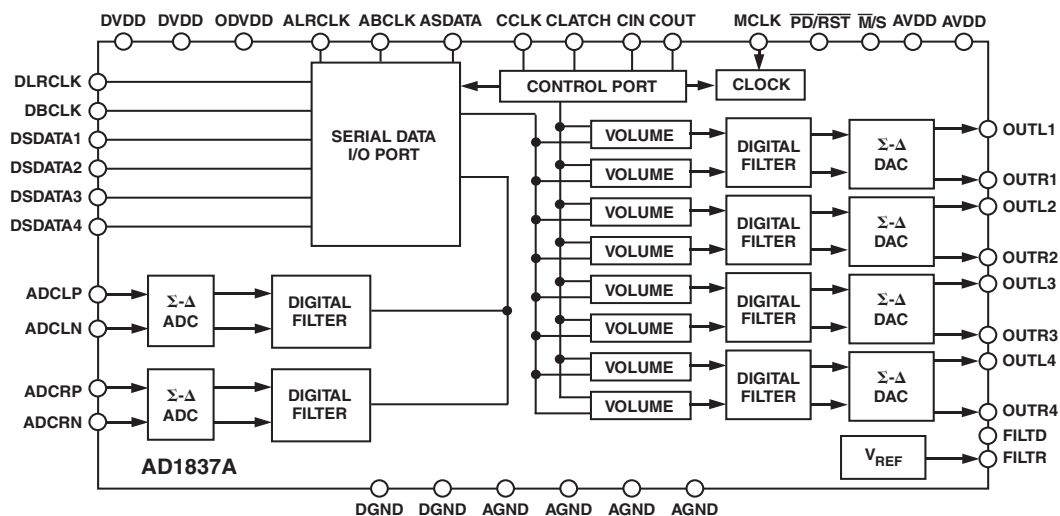 DVDD DVDD ODVDD ALRCLK ABCLK ASDATA CCLK CLATCH CIN COUT MCLK PD/RST M/S AVDD AVDD
DLRCLK
DBCLK
DSDATA1
DSDATA2
DSDATA3
DSDATA4
SERIAL DATA
I/O PORT
CONTROL PORT
CLOCK
VOLUME
VOLUME
DIGITAL
FILTER
Σ-Δ
DAC
OUTL1
OUTR1
VOLUME
VOLUME
DIGITAL
FILTER
Σ-Δ
DAC
OUTL2
OUTR2
VOLUME
VOLUME
DIGITAL
FILTER
Σ-Δ
DAC
OUTL3
OUTR3
VOLUME
VOLUME
DIGITAL
FILTER
Σ-Δ
DAC
OUTL4
OUTR4
ADCLP
ADCLN
Σ-Δ
ADC
DIGITAL
FILTER
ADCRP
ADCRN
Σ-Δ
ADC
DIGITAL
FILTER
FILTD
FILTR
VREF
AD1837A
DGND DGND AGND AGND AGND AGND